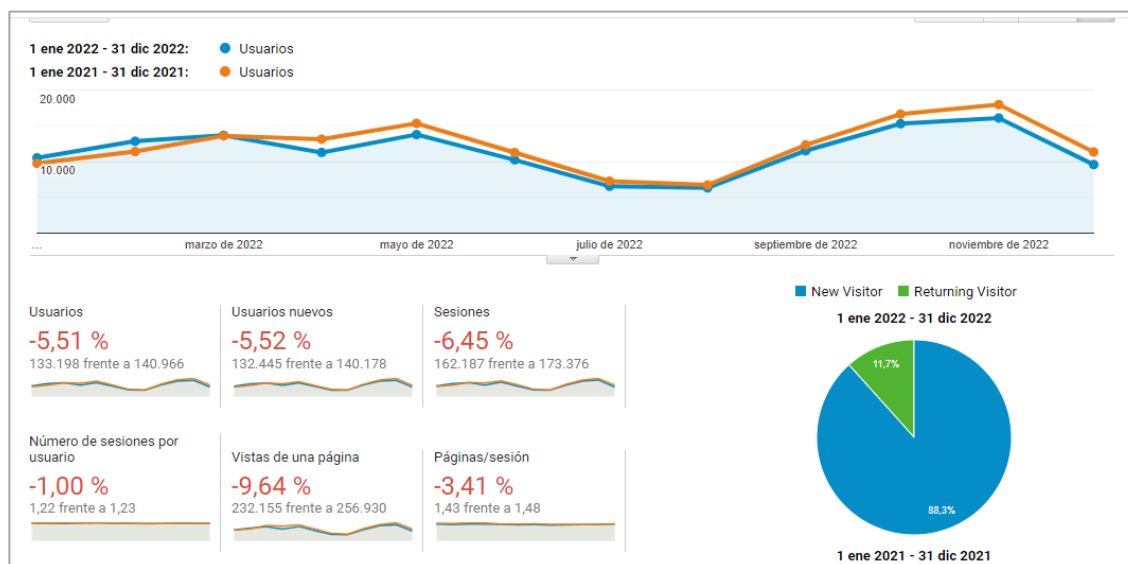 1 ene 2022 - 31 dic 2022: Usuarios
1 ene 2021 - 31 dic 2021: Usuarios
20.000
10.000
... marzo de 2022 mayo de 2022 julio de 2022 septiembre de 2022 noviembre de 2022
Usuarios
-5,51 %
133.198 frente a 140.966
Usuarios nuevos
-5,52 %
132.445 frente a 140.178
Sesiones
-6,45 %
162.187 frente a 173.376
Número de sesiones por
usuario
-1,00 %
1,22 frente a 1,23
Vistas de una página
-9,64 %
232.155 frente a 256.930
Páginas/sesión
-3,41 %
1,43 frente a 1,48
New Visitor Returning Visitor
1 ene 2022 - 31 dic 2022
11,7%
88,3%
1 ene 2021 - 31 dic 2021